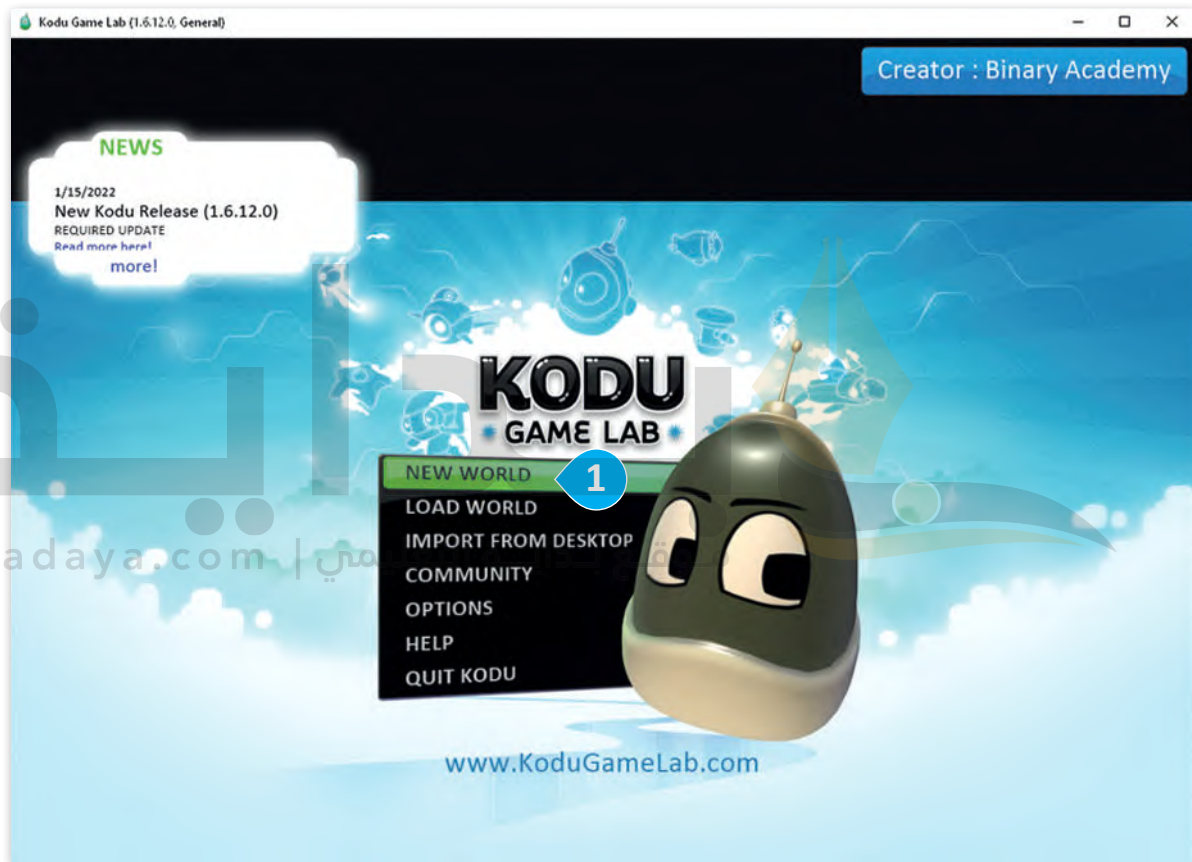 Kodu Game Lab (1.6.12.0, General)
Creator : Binary Academy
NEWS
1/15/2022
New Kodu Release (1.6.12.0)
REQUIRED UPDATE
Read more here!
more!
KODU
GAME LAB
NEW WORLD
1
LOAD WORLD
IMPORT FROM DESKTOP
COMMUNITY
OPTIONS
HELP
QUIT KODU
www.KoduGameLab.com